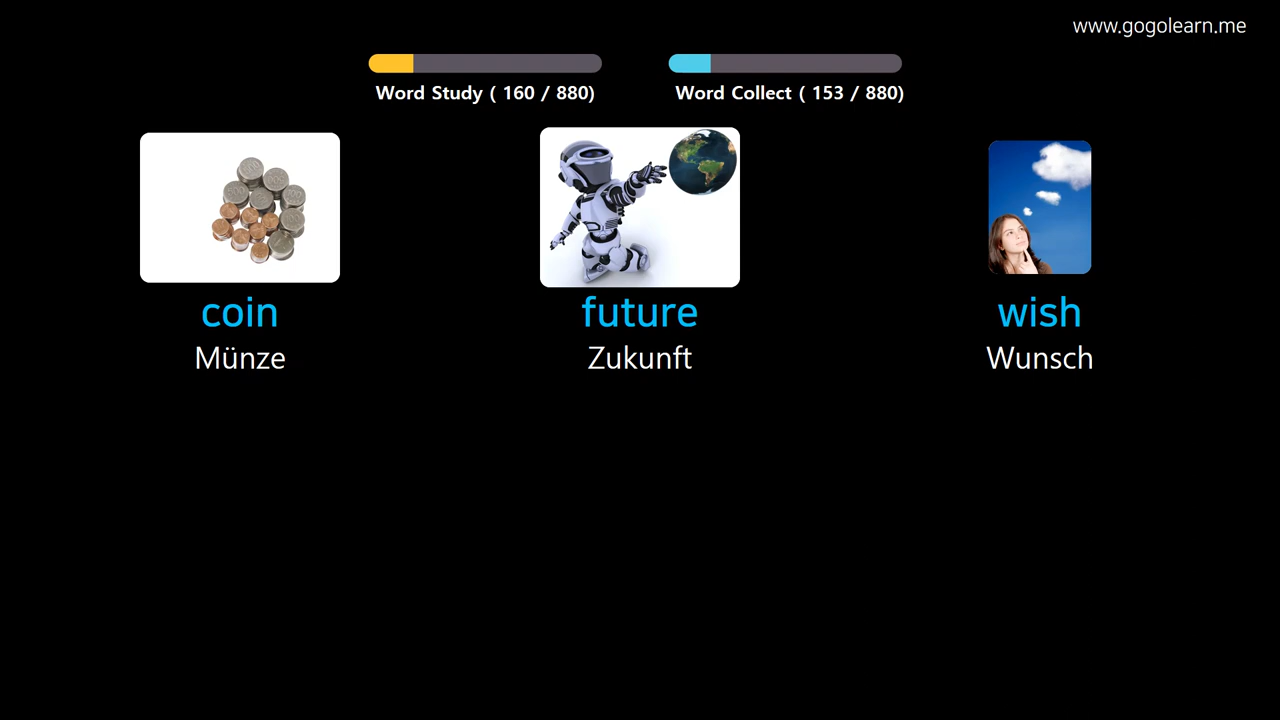 www.gogolearn.me
Word Study ( 160 / 880)
Word Collect ( 153 / 880)
coin
future
wish
Münze
Zukunft
Wunsch